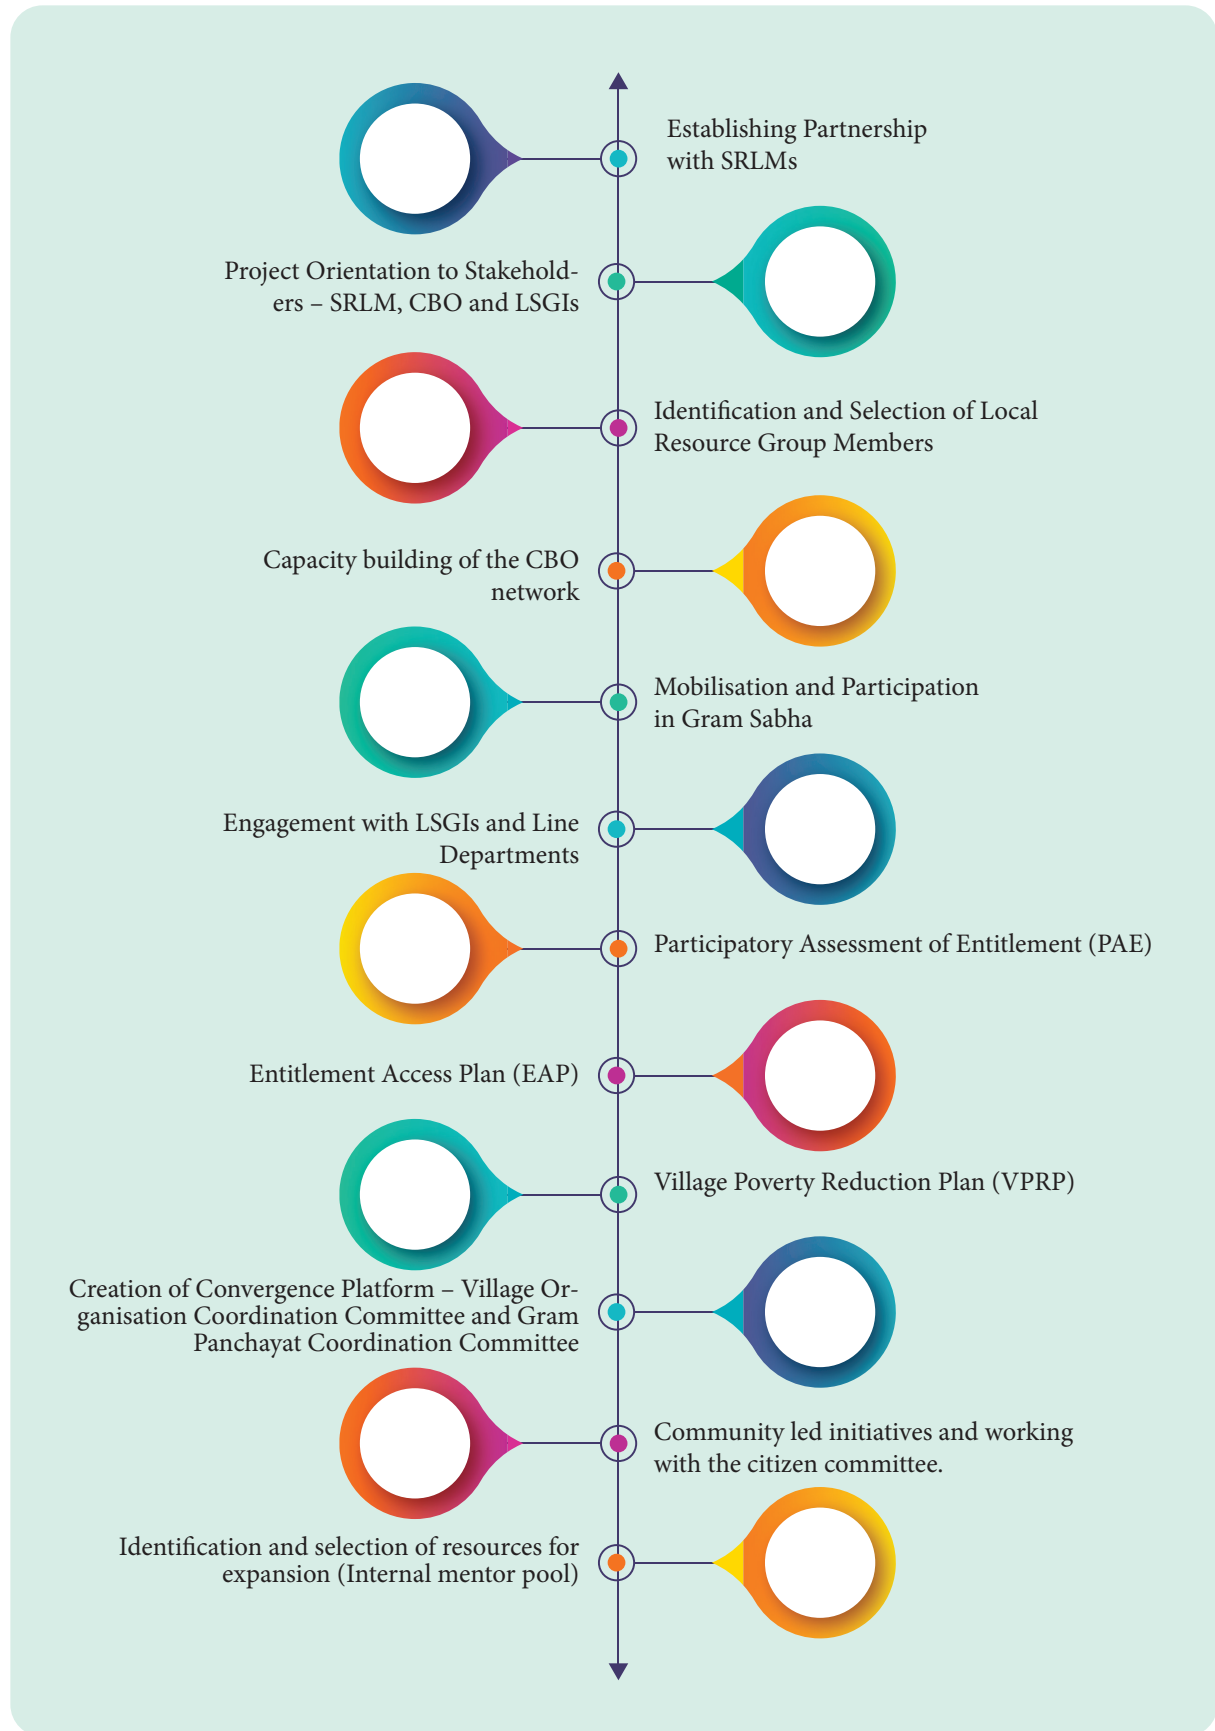 Establishing Partnership
with SRLMs
Project Orientation to Stakehold-
ers – SRLM, CBO and LSGIs
Identification and Selection of Local
Resource Group Members
Capacity building of the CBO
network
Mobilisation and Participation
in Gram Sabha
Engagement with LSGIs and Line
Departments
Participatory Assessment of Entitlement (PAE)
Entitlement Access Plan (EAP)
Village Poverty Reduction Plan (VPRP)
Creation of Convergence Platform – Village Or-
ganisation Coordination Committee and Gram
Panchayat Coordination Committee
Community led initiatives and working
with the citizen committee.
Identification and selection of resources for
expansion (Internal mentor pool)